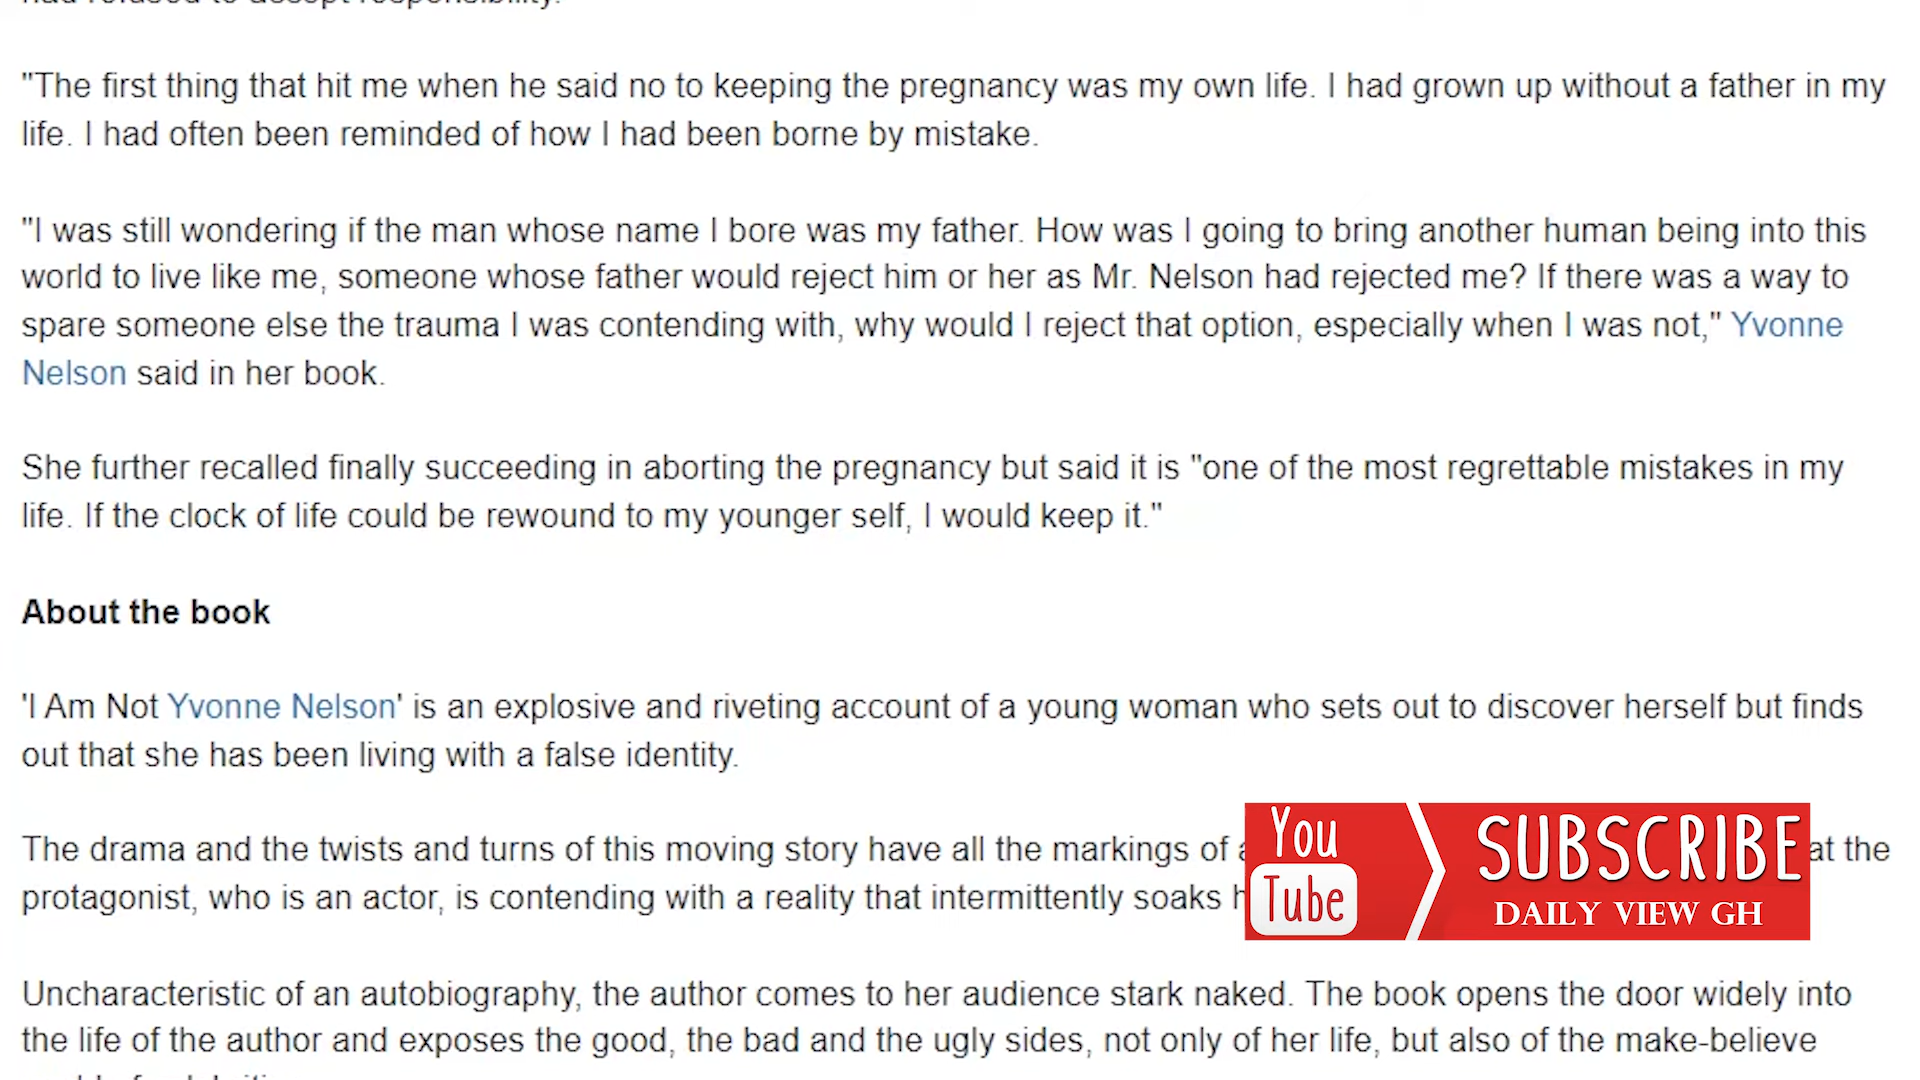 "The first thing that hit me when he said no to keeping the pregnancy was my own life. I had grown up without a father in my
life. I had often been reminded of how I had been borne by mistake.
"I was still wondering if the man whose name I bore was my father. How was I going to bring another human being into this
world to live like me, someone whose father would reject him or her as Mr. Nelson had rejected me? If there was a way to
spare someone else the trauma I was contending with, why would I reject that option, especially when I was not," Yvonne
Nelson said in her book.
She further recalled finally succeeding in aborting the pregnancy but said it is "one of the most regrettable mistakes in my
life. If the clock of life could be rewound to my younger self, I would keep it."
About the book
'I Am Not Yvonne Nelson' is an explosive and riveting account of a young woman who sets out to discover herself but finds
out that she has been living with a false identity.
The drama and the twists and turns of this moving story have all the markings of at the
protagonist, who is an actor, is contending with a reality that intermittently soaks
You
Tube
SUBSCRIBE
DAILY VIEW GH
Uncharacteristic of an autobiography, the author comes to her audience stark naked. The book opens the door widely into
the life of the author and exposes the good, the bad and the ugly sides, not only of her life, but also of the make-believe